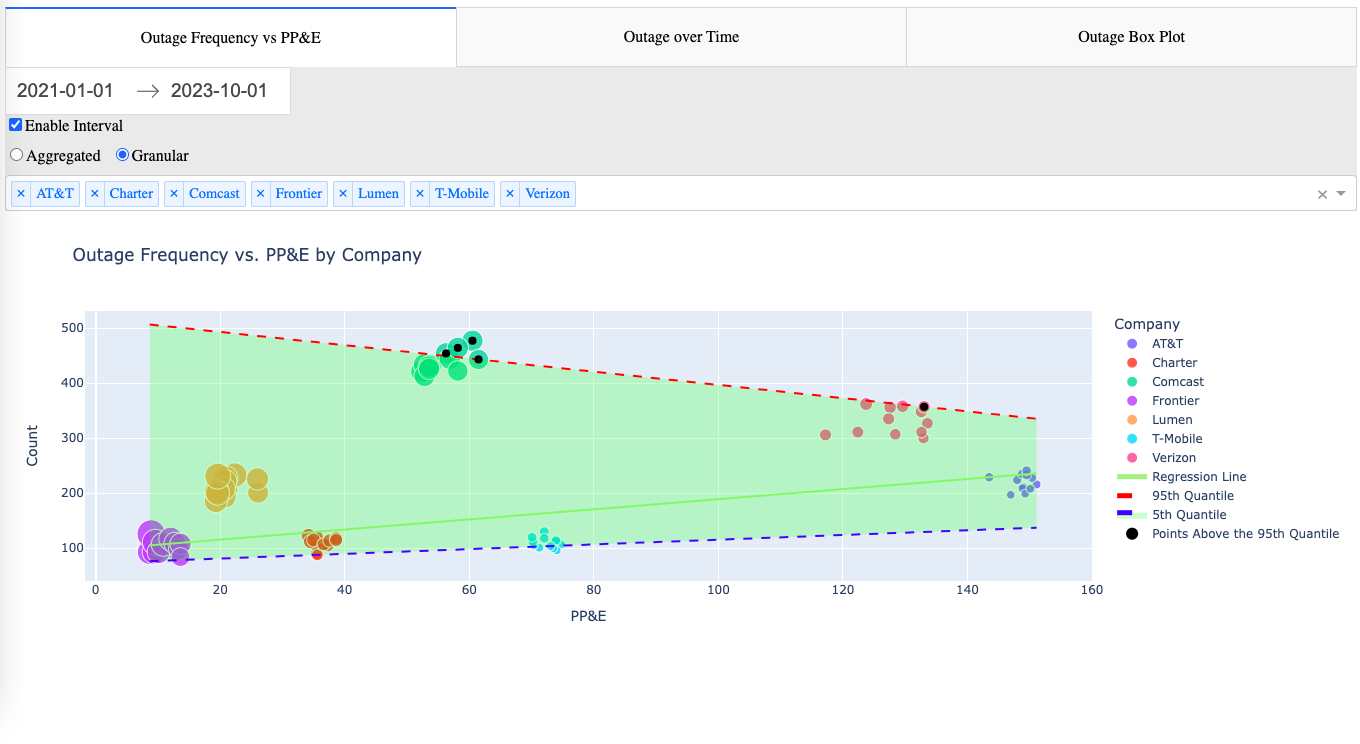 Outage Frequency vs PP&E Outage over Time Outage Box Plot
2021-01-01 → 2023-10-01
Enable Interval
Aggregated Granular
× AT&T × Charter × Comcast × Frontier × Lumen × T-Mobile × Verizon ×
Outage Frequency vs. PP&E by Company
Count
500
400
300
200
100
0 20 40 60 80 100 120 140 160
PP&E
Company
AT&T
Charter
Comcast
Frontier
Lumen
T-Mobile
Verizon
Regression Line
95th Quantile
5th Quantile
Points Above the 95th Quantile